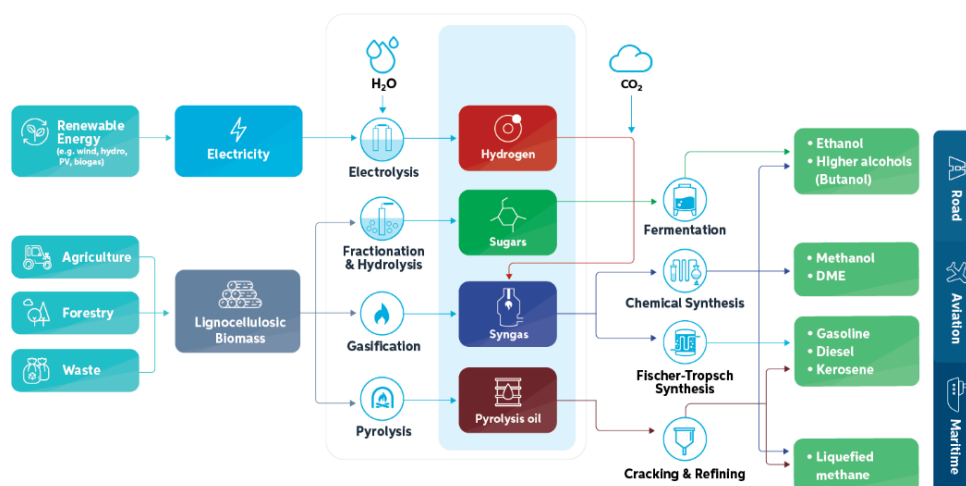 H₂O
CO₂
Renewable
Energy
(e.g. wind, hydro,
PV, biogas)
Electricity
Electrolysis
Hydrogen
• Ethanol
• Higher alcohols
(Butanol)
Road
Agriculture
Fractionation
& Hydrolysis
Sugars
Fermentation
Forestry
Lignocellulosic
Biomass
Gasification
Syngas
Chemical Synthesis
• Methanol
• DME
Aviation
Waste
Pyrolysis
Pyrolysis oil
Fischer-Tropsch
Synthesis
• Gasoline
• Diesel
• Kerosene
Cracking & Refining
• Liquefied
methane
Maritime